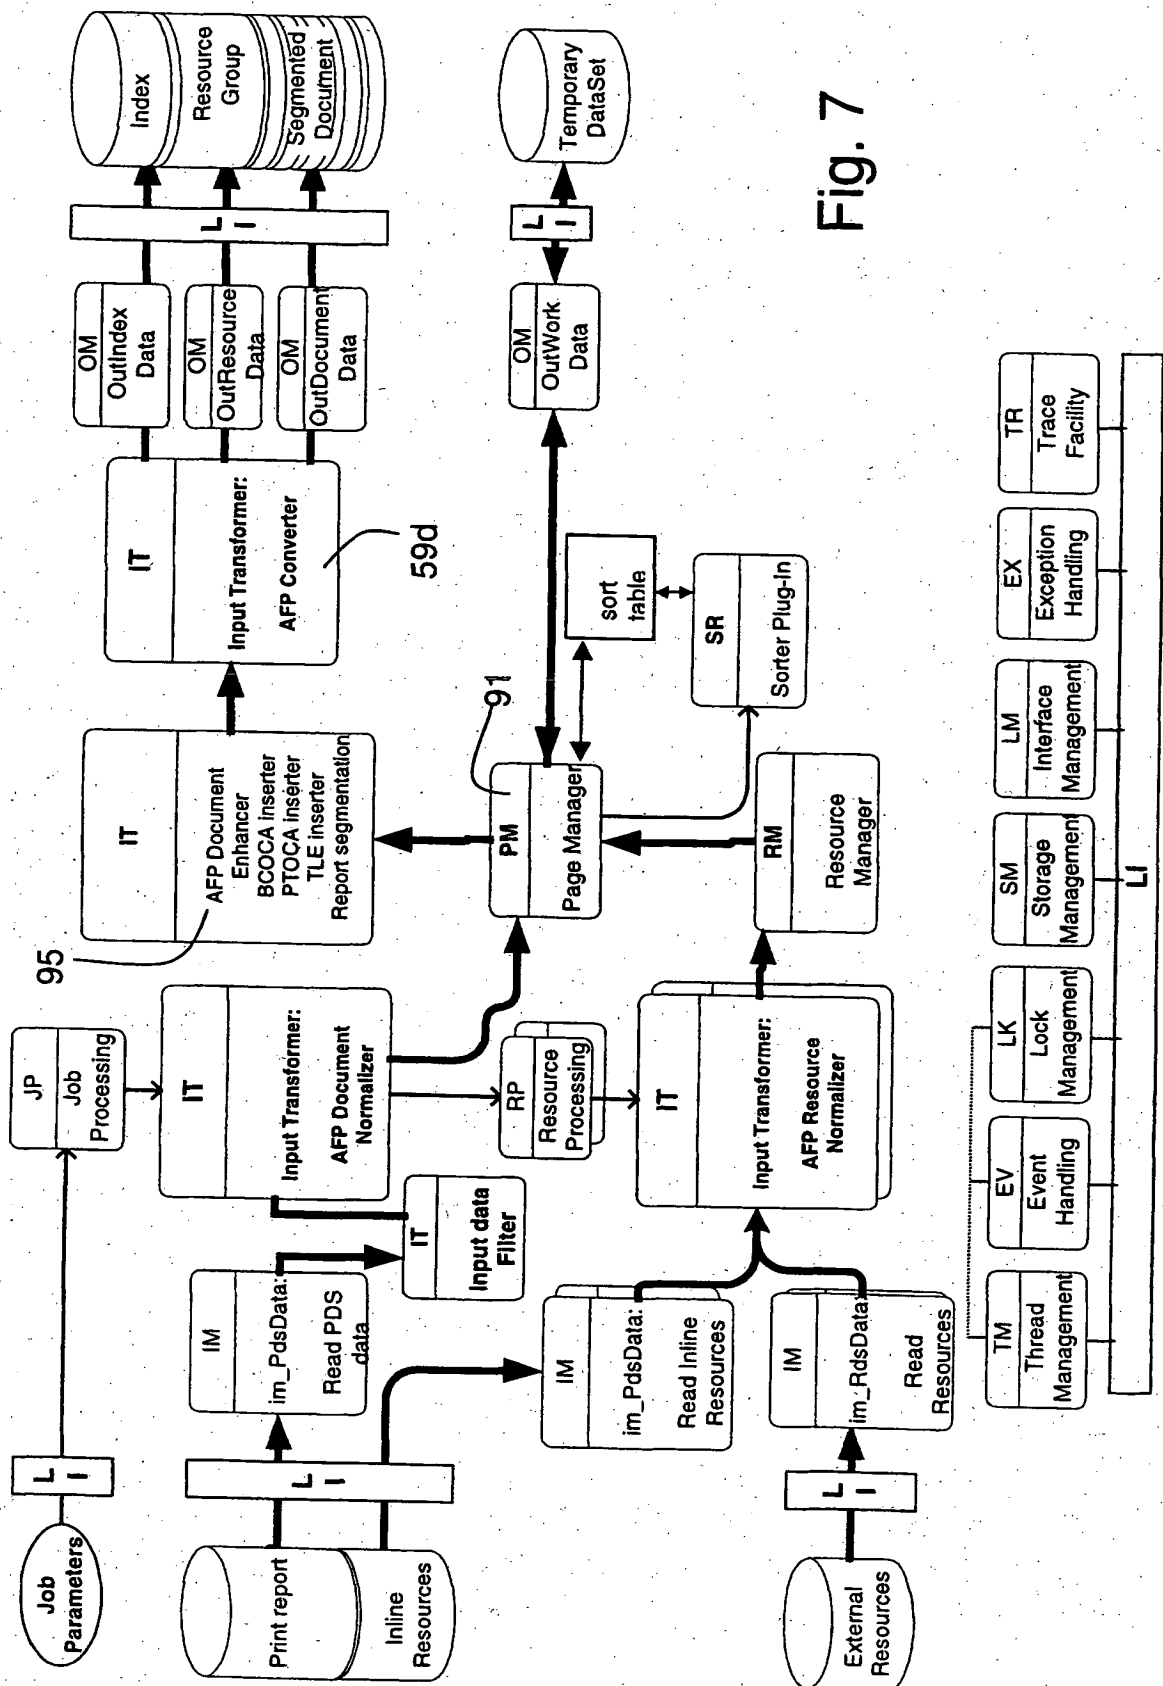 Job
Parameters
L
I
JP
Job
Processing
Print report
Inline
Resources
L
I
IM
im_PdsData:
Read PDS
data
IT
Input data
Filter
IT
Input Transformer:
AFP Document
Normalizer
95
IT
AFP Document
Enhancer
BCOCA inserter
PTOCA inserter
TLE inserter
Report segmentation
IT
Input Transformer:
AFP Converter
59d
OM
OutIndex
Data
OM
OutResource
Data
OM
OutDocument
Data
L
I
Index
Resource
Group
Segmented
Document
IM
im_PdsData:
Read Inline
Resources
RP
Resource
Processing
IT
Input Transformer:
AFP Resource
Normalizer
PM
Page Manager
91
RM
Resource
Manager
sort
table
SR
Sorter Plug-In
OM
OutWork
Data
L
I
Temporary
DataSet
External
Resources
L
I
IM
im_RdsData:
Read
Resources
TM
Thread
Management
EV
Event
Handling
LK
Lock
Management
SM
Storage
Management
LM
Interface
Management
EX
Exception
Handling
TR
Trace
Facility
LI
Fig. 7